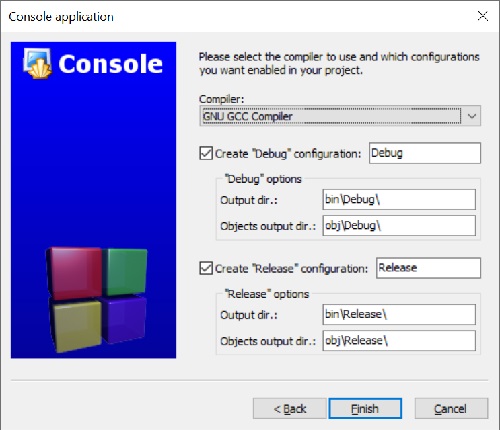 Console application
Console
Please select the compiler to use and which configurations
you want enabled in your project.
Compiler:
GNU GCC Compiler
Create "Debug" configuration: Debug
"Debug" options
Output dir.: bin\Debug\
Objects output dir.: obj\Debug\
Create "Release" configuration: Release
"Release" options
Output dir.: bin\Release\
Objects output dir.: obj\Release\
< Back Finish Cancel